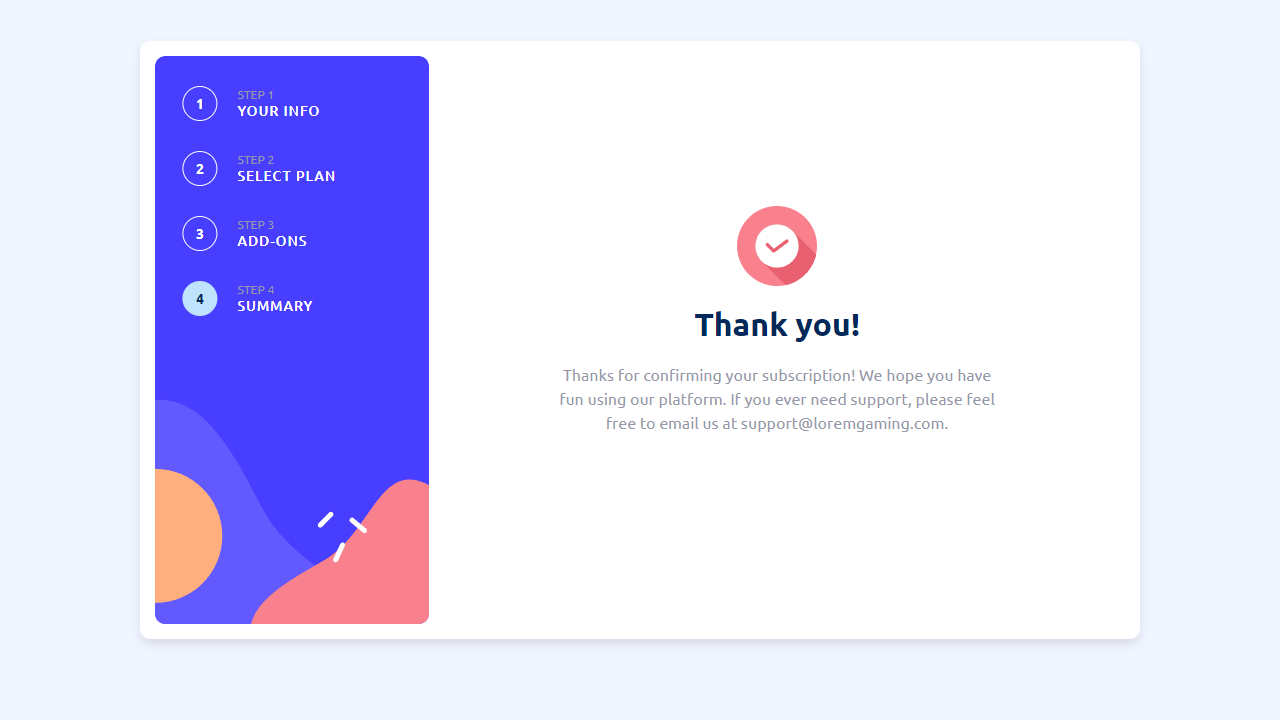 1
STEP 1
YOUR INFO
2
STEP 2
SELECT PLAN
3
STEP 3
ADD-ONS
4
STEP 4
SUMMARY
Thank you!
Thanks for confirming your subscription! We hope you have
fun using our platform. If you ever need support, please feel
free to email us at support@loremgaming.com.